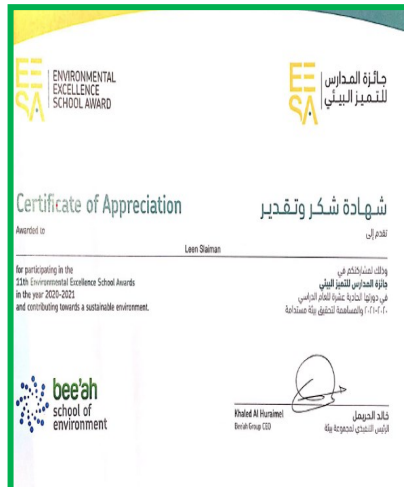 EESA
ENVIRONMENTAL
EXCELLENCE
SCHOOL AWARD
EESA
جائزة المدارس
للتميز البيئي
Certificate of Appreciation
شهادة شكر وتقدير
Awarded to
تقدم إلى
Leen Slaiman
for participating in the
11th Environmental Excellence School Awards
in the year 2020-2021
and contributing towards a sustainable environment.
وذلك لمشاركتكم في
جائزة المدارس للتميز البيئي
في دورتها الحادية عشرة للعام الدراسي
٢٠٢٠-٢٠٢١ والمساهمة لتحقيق بيئة مستدامة
bee'ah
school of
environment
Khaled Al Huraimel
Bee'ah Group CEO
خالد الحريمل
الرئيس التنفيذي لمجموعة بيئة